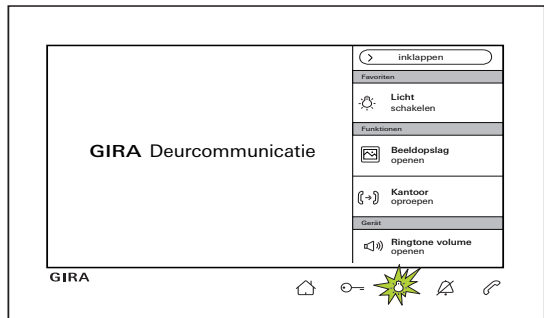 inklappen
Favoriten
Licht
schakelen
Funktionen
GIRA Deurcommunicatie
Beeldopslag
openen
Kantoor
oproepen
Gerät
Ringtone volume
openen
GIRA